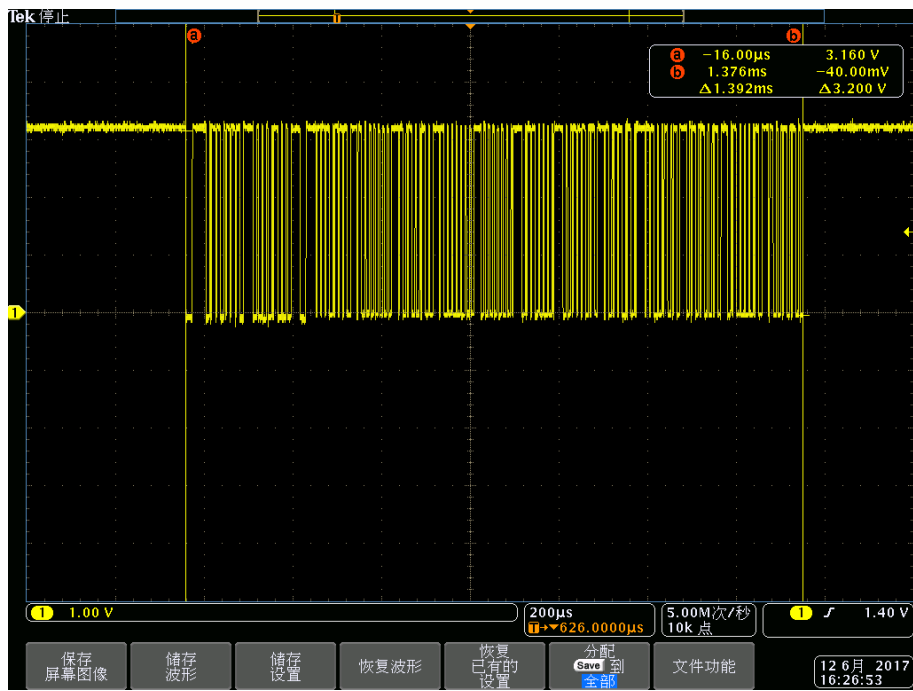 Tek 停止
T
a
b
a -16.00µs 3.160 V
b 1.376ms -40.00mV
Δ1.392ms Δ3.200 V
1
1 1.00 V
200µs
T→▼626.0000µs
5.00M次/秒
10k 点
1 1.40 V
保存
屏幕图像
储存
波形
储存
设置
恢复波形
恢复
已有的
设置
分配
Save 到
全部
文件功能
12 6月 2017
16:26:53